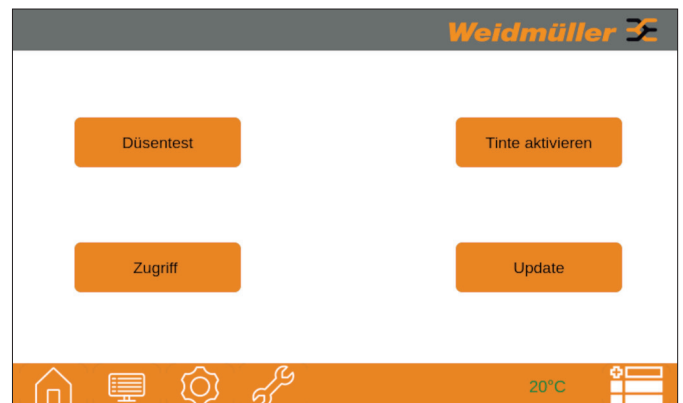 Weidmüller
Düsentest
Tinte aktivieren
Zugriff
Update
20°C